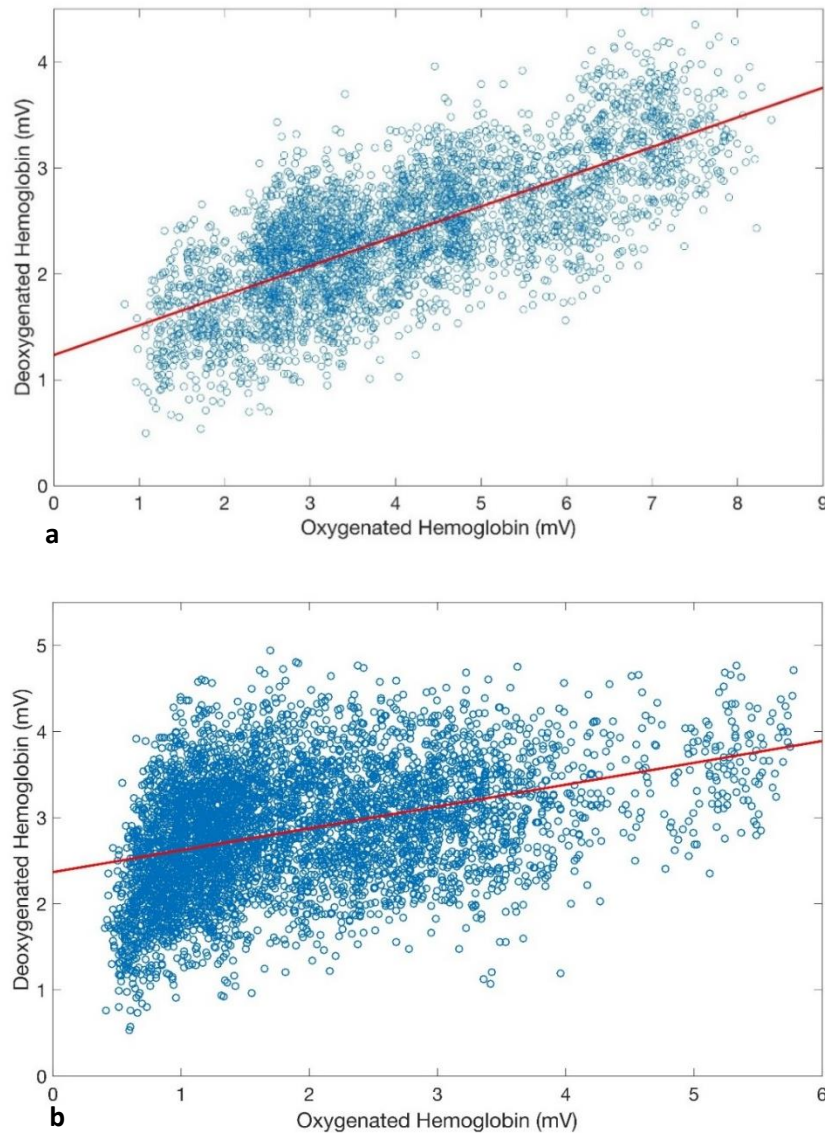 4
3
2
1
0
Deoxygenated Hemoglobin (mV)
0 1 2 3 4 5 6 7 8 9
Oxygenated Hemoglobin (mV)
a
5
4
3
2
1
0
Deoxygenated Hemoglobin (mV)
0 1 2 3 4 5 6
Oxygenated Hemoglobin (mV)
b